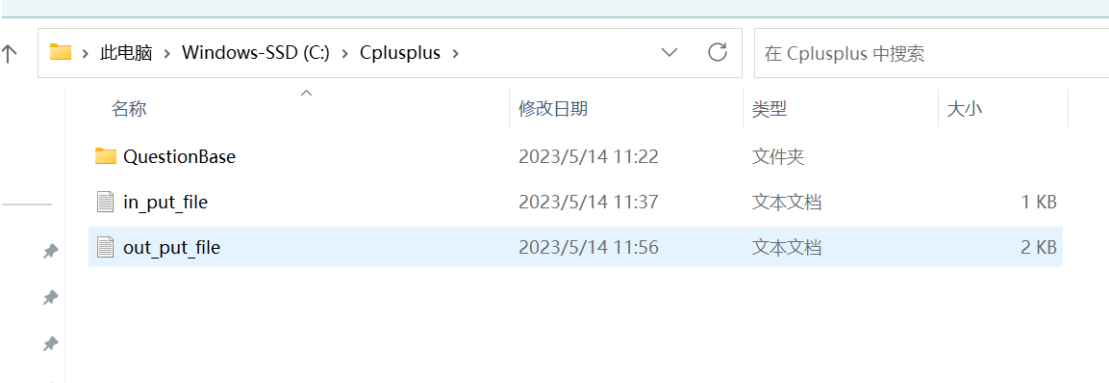 此电脑 > Windows-SSD (C:) > Cplusplus >
在 Cplusplus 中搜索
名称 修改日期 类型 大小
QuestionBase 2023/5/14 11:22 文件夹
in_put_file 2023/5/14 11:37 文本文档 1 KB
out_put_file 2023/5/14 11:56 文本文档 2 KB